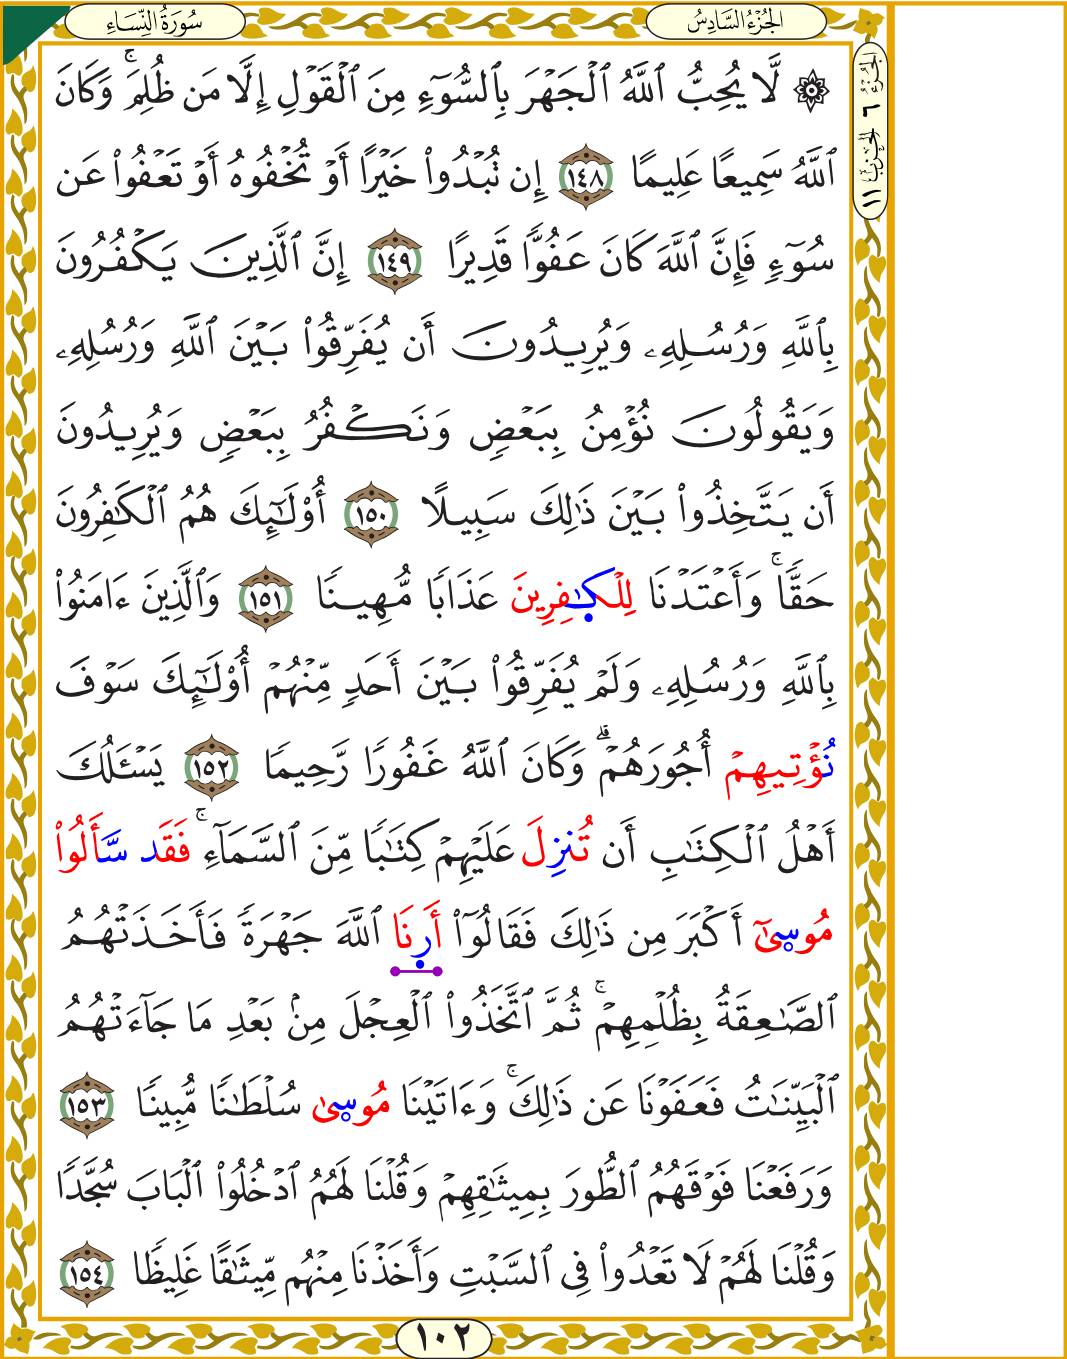 الجُزْءُ السَّادِسُ
سُورَةُ النِّسَاءِ
الجزء ٦ الحزب ١١
۞ لَّا يُحِبُّ ٱللَّهُ ٱلْجَهْرَ بِٱلسُّوٓءِ مِنَ ٱلْقَوْلِ إِلَّا مَن ظُلِمَ ۚ وَكَانَ
ٱللَّهُ سَمِيعًا عَلِيمًا ١٤٨ إِن تُبْدُوا۟ خَيْرًا أَوْ تُخْفُوهُ أَوْ تَعْفُوا۟ عَن
سُوٓءٍ فَإِنَّ ٱللَّهَ كَانَ عَفُوًّا قَدِيرًا ١٤٩ إِنَّ ٱلَّذِينَ يَكْفُرُونَ
بِٱللَّهِ وَرُسُلِهِۦ وَيُرِيدُونَ أَن يُفَرِّقُوا۟ بَيْنَ ٱللَّهِ وَرُسُلِهِۦ
وَيَقُولُونَ نُؤْمِنُ بِبَعْضٍ وَنَكْفُرُ بِبَعْضٍ وَيُرِيدُونَ
أَن يَتَّخِذُوا۟ بَيْنَ ذَٰلِكَ سَبِيلًا ١٥٠ أُو۟لَٰٓئِكَ هُمُ ٱلْكَٰفِرُونَ
حَقًّا ۚ وَأَعْتَدْنَا لِلْكَٰفِرِينَ عَذَابًا مُّهِينًا ١٥١ وَٱلَّذِينَ ءَامَنُوا۟
بِٱللَّهِ وَرُسُلِهِۦ وَلَمْ يُفَرِّقُوا۟ بَيْنَ أَحَدٍ مِّنْهُمْ أُو۟لَٰٓئِكَ سَوْفَ
نُؤْتِيهِمْ أُجُورَهُمْ ۗ وَكَانَ ٱللَّهُ غَفُورًا رَّحِيمًا ١٥٢ يَسْـَٔلُكَ
أَهْلُ ٱلْكِتَٰبِ أَن تُنزِلَ عَلَيْهِمْ كِتَٰبًا مِّنَ ٱلسَّمَآءِ ۚ فَقَد سَّأَلُوا۟
مُوسَىٰٓ أَكْبَرَ مِن ذَٰلِكَ فَقَالُوٓا۟ أَرِنَا ٱللَّهَ جَهْرَةً فَأَخَذَتْهُمُ
ٱلصَّٰعِقَةُ بِظُلْمِهِمْ ۚ ثُمَّ ٱتَّخَذُوا۟ ٱلْعِجْلَ مِنۢ بَعْدِ مَا جَآءَتْهُمُ
ٱلْبَيِّنَٰتُ فَعَفَوْنَا عَن ذَٰلِكَ ۚ وَءَاتَيْنَا مُوسَىٰ سُلْطَٰنًا مُّبِينًا ١٥٣
وَرَفَعْنَا فَوْقَهُمُ ٱلطُّورَ بِمِيثَٰقِهِمْ وَقُلْنَا لَهُمُ ٱدْخُلُوا۟ ٱلْبَابَ سُجَّدًا
وَقُلْنَا لَهُمْ لَا تَعْدُوا۟ فِى ٱلسَّبْتِ وَأَخَذْنَا مِنْهُم مِّيثَٰقًا غَلِيظًا ١٥٤
١٠٢